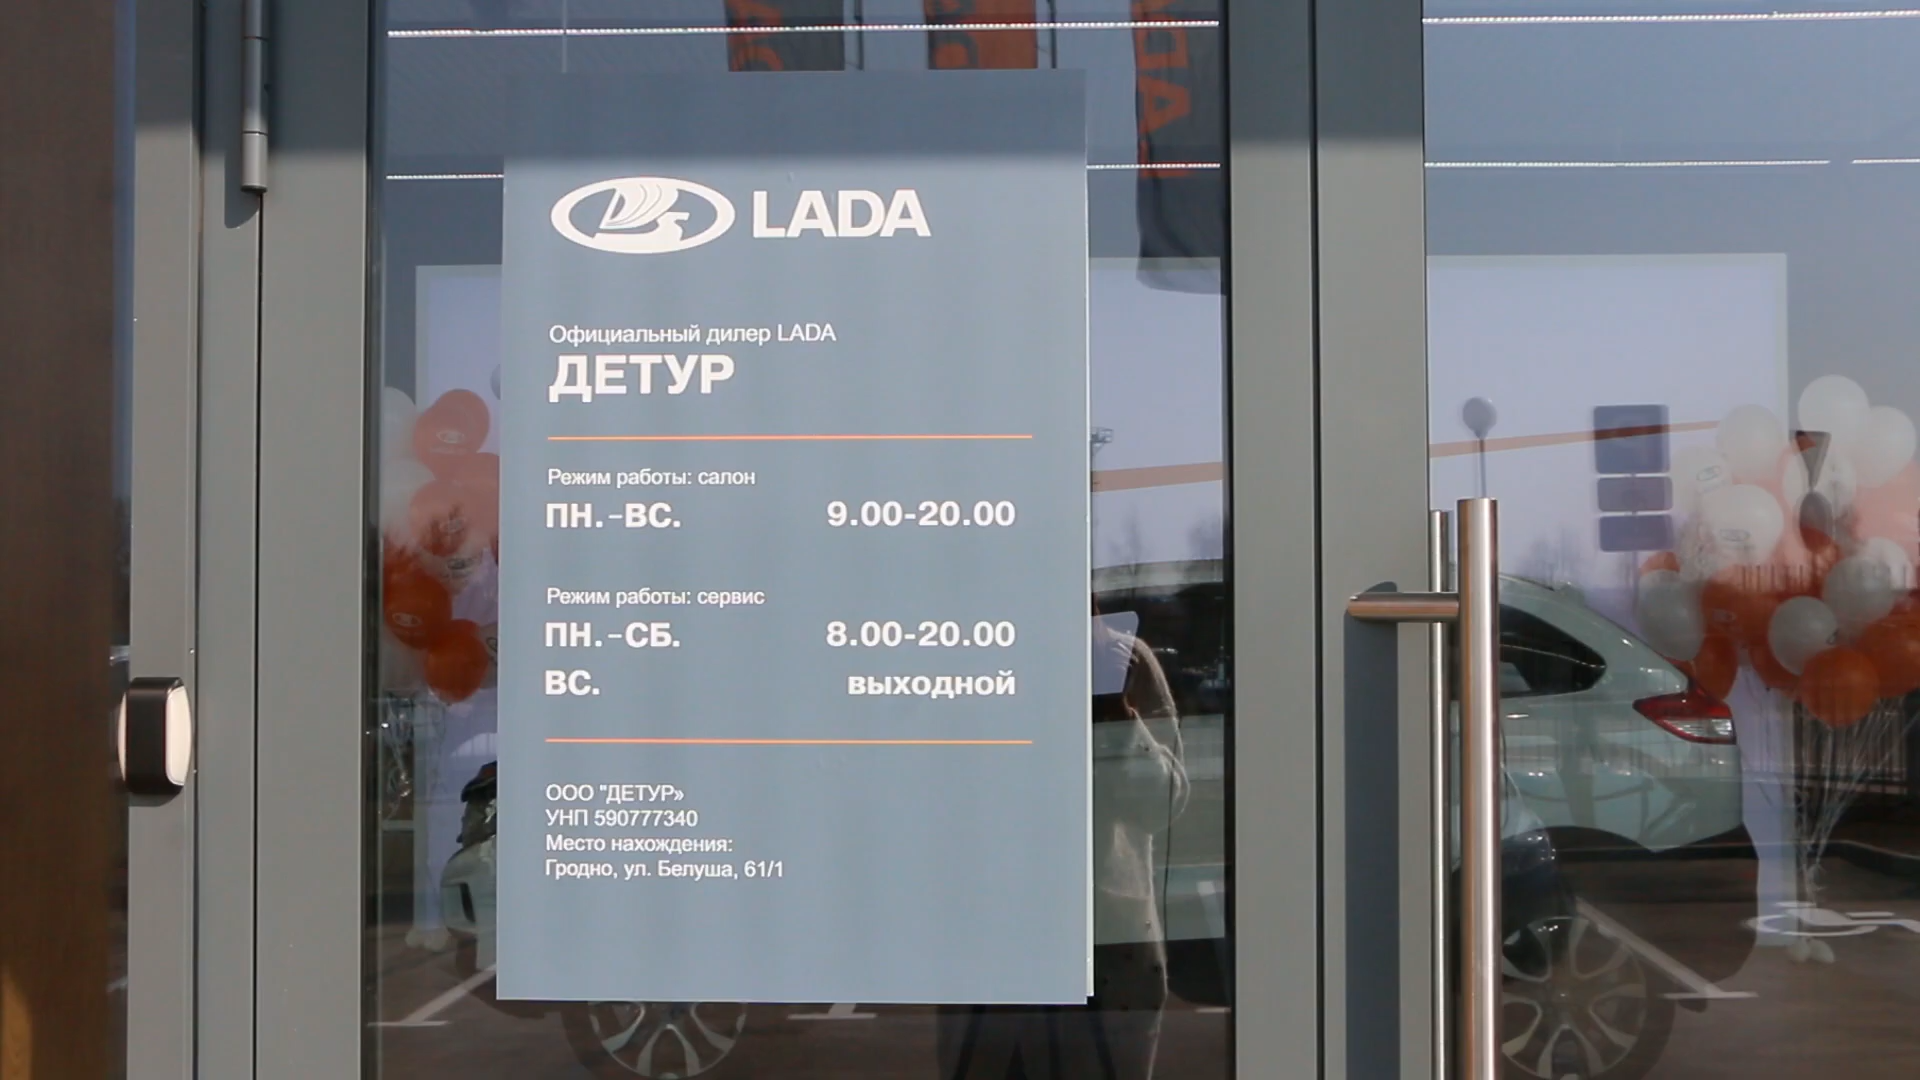 LADA
Официальный дилер LADA
ДЕТУР
Режим работы: салон
ПН.-ВС. 9.00-20.00
Режим работы: сервис
ПН.-СБ. 8.00-20.00
ВС. выходной
ООО "ДЕТУР»
УНП 590777340
Место нахождения:
Гродно, ул. Белуша, 61/1